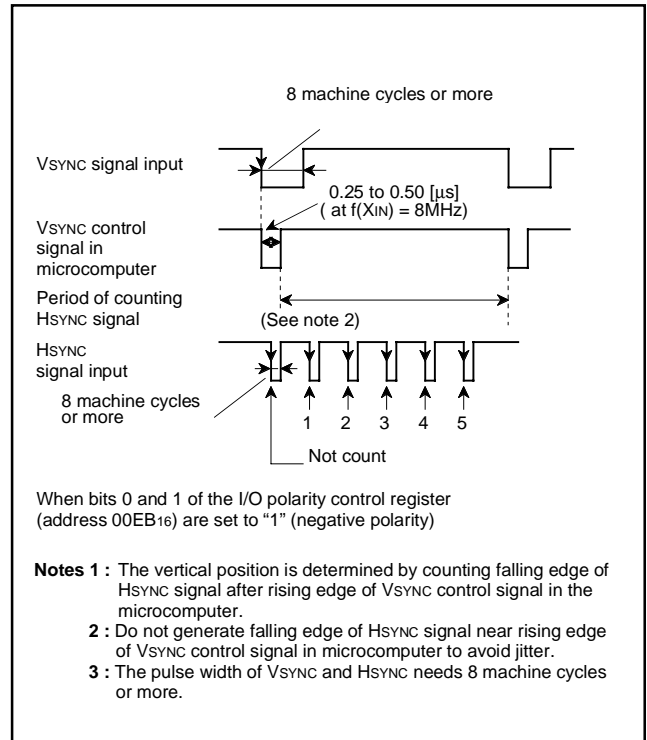 8 machine cycles or more
VSYNC signal input
0.25 to 0.50 [μs]
( at f(XIN) = 8MHz)
VSYNC control
signal in
microcomputer
Period of counting
HSYNC signal
(See note 2)
HSYNC
signal input
8 machine cycles
or more
1 2 3 4 5
Not count
When bits 0 and 1 of the I/O polarity control register
(address 00EB16) are set to “1” (negative polarity)
Notes 1 : The vertical position is determined by counting falling edge of
HSYNC signal after rising edge of VSYNC control signal in the
microcomputer.
2 : Do not generate falling edge of HSYNC signal near rising edge
of VSYNC control signal in microcomputer to avoid jitter.
3 : The pulse width of VSYNC and HSYNC needs 8 machine cycles
or more.